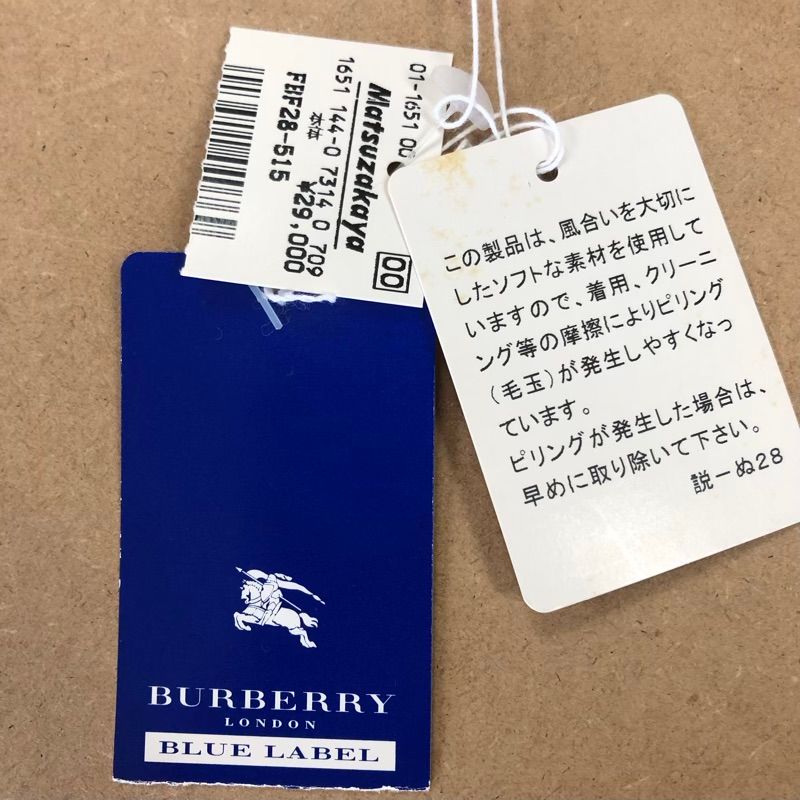 01-1651 00
Matsuzakaya
1651 144-0 7314 0 709
本体 ¥29,000
FBF28-515
00
この製品は、風合いを大切に
したソフトな素材を使用して
いますので、着用、クリーニ
ング等の摩擦によりピリング
(毛玉)が発生しやすくなっ
ています。
ピリングが発生した場合は、
早めに取り除いて下さい。
説ーぬ28
BURBERRY
LONDON
BLUE LABEL